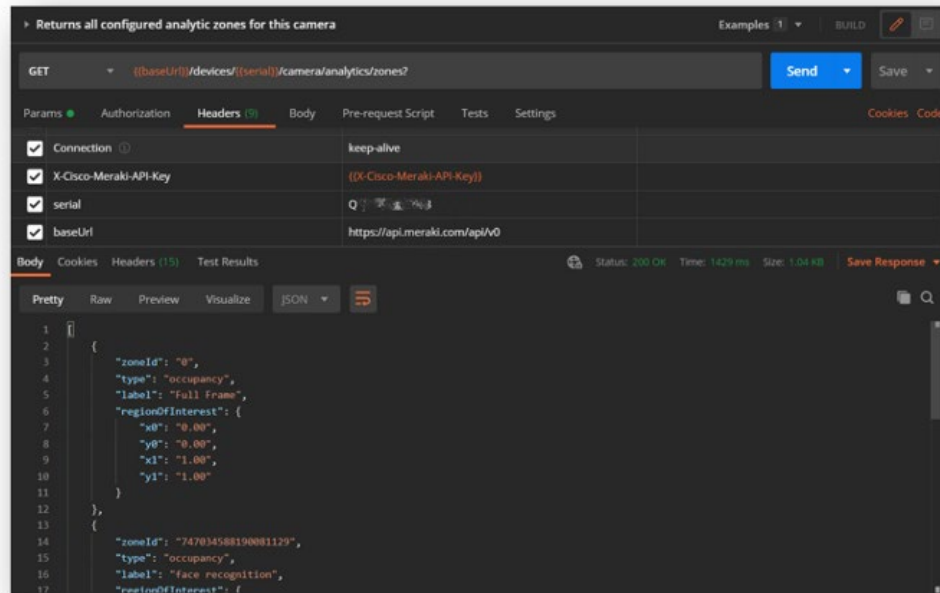 Returns all configured analytic zones for this camera Examples 1 BUILD
GET {{baseUrl}}/devices/{{serial}}/camera/analytics/zones? Send Save
Params Authorization Headers (9) Body Pre-request Script Tests Settings Cookies Code
Connection keep-alive
X-Cisco-Meraki-API-Key {{X-Cisco-Meraki-API-Key}}
serial Q
baseUrl https://api.meraki.com/api/v0
Body Cookies Headers (15) Test Results Status: 200 OK Time: 1429 ms Size: 1.04 KB Save Response
Pretty Raw Preview Visualize JSON
1 [
2 {
3 "zoneId": "0",
4 "type": "occupancy",
5 "label": "Full Frame",
6 "regionOfInterest": {
7 "x0": "0.00",
8 "y0": "0.00",
9 "x1": "1.00",
10 "y1": "1.00"
11 }
12 },
13 {
14 "zoneId": "747034588190081129",
15 "type": "occupancy",
16 "label": "face recognition",
17 "regionOfInterest": {